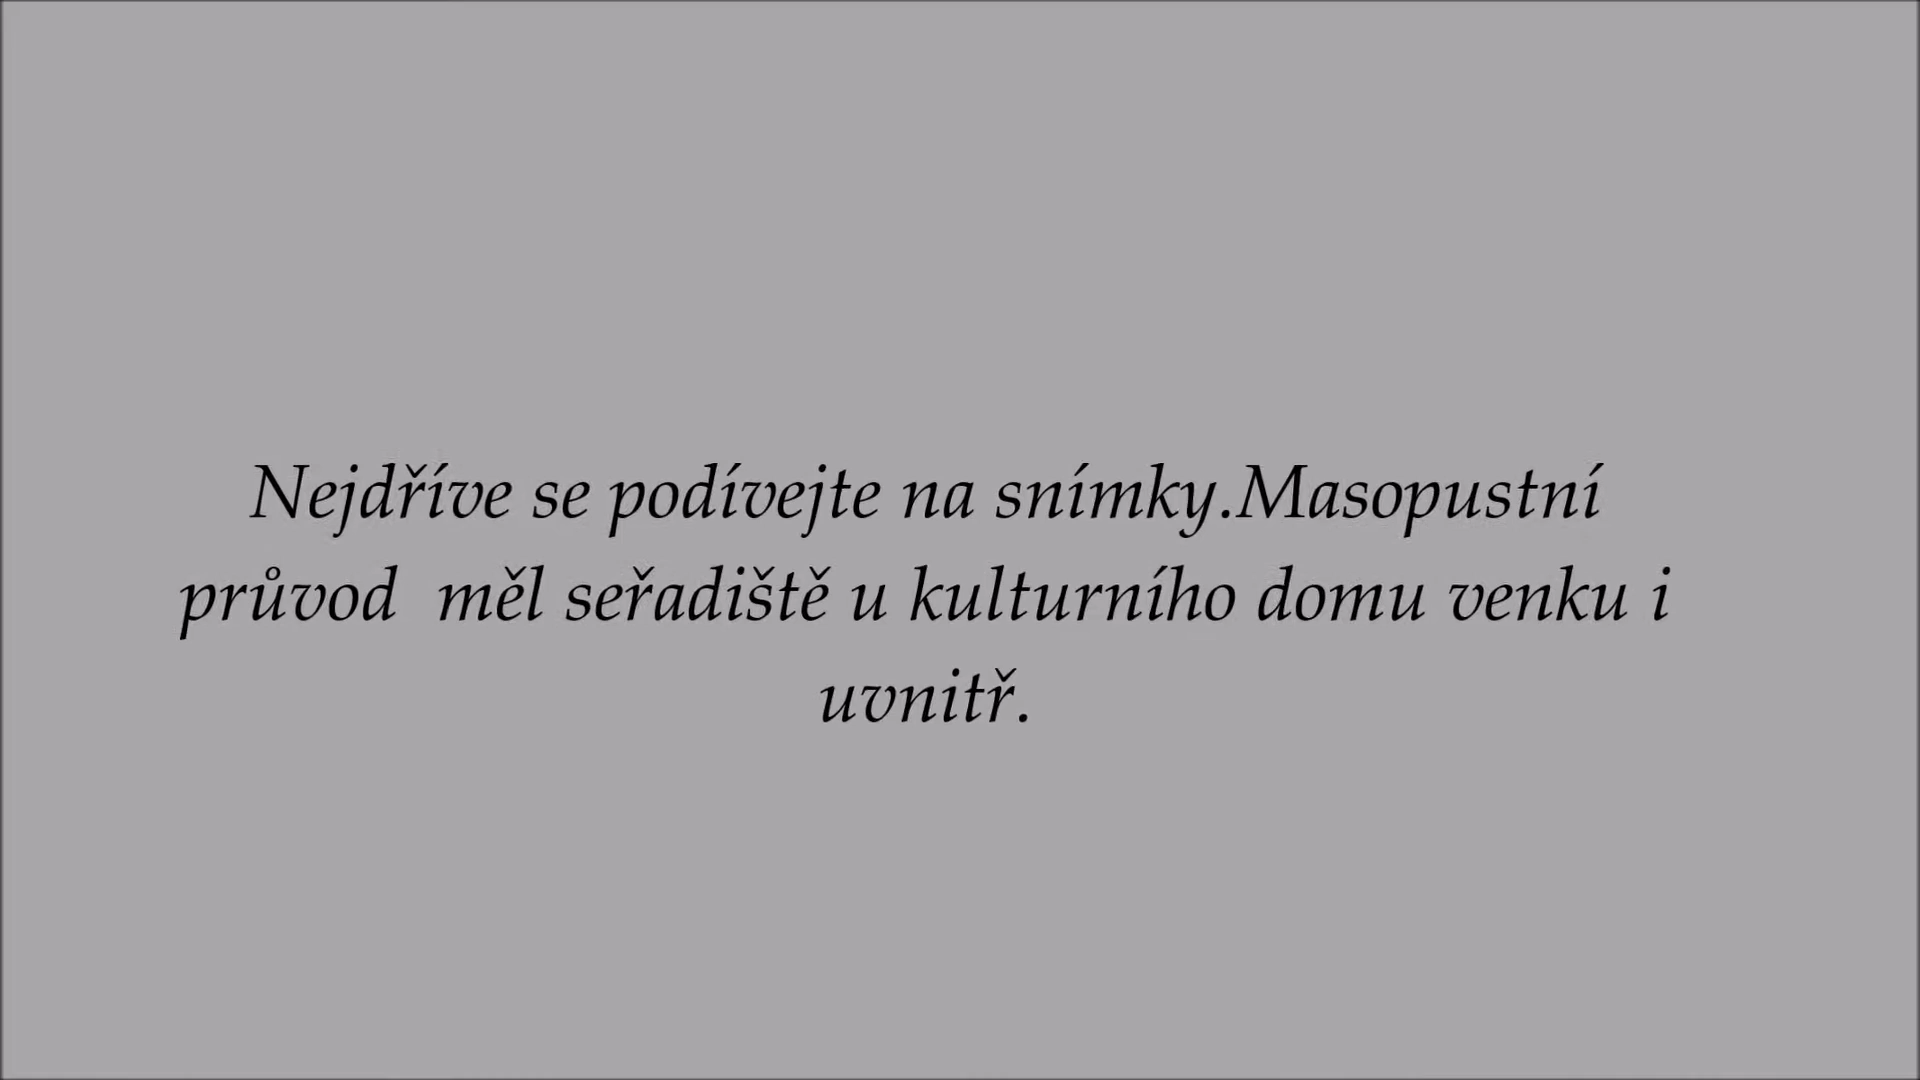 Nejdříve se podívejte na snímky.Masopustní
průvod  měl seřadiště u kulturního domu venku i
uvnitř.